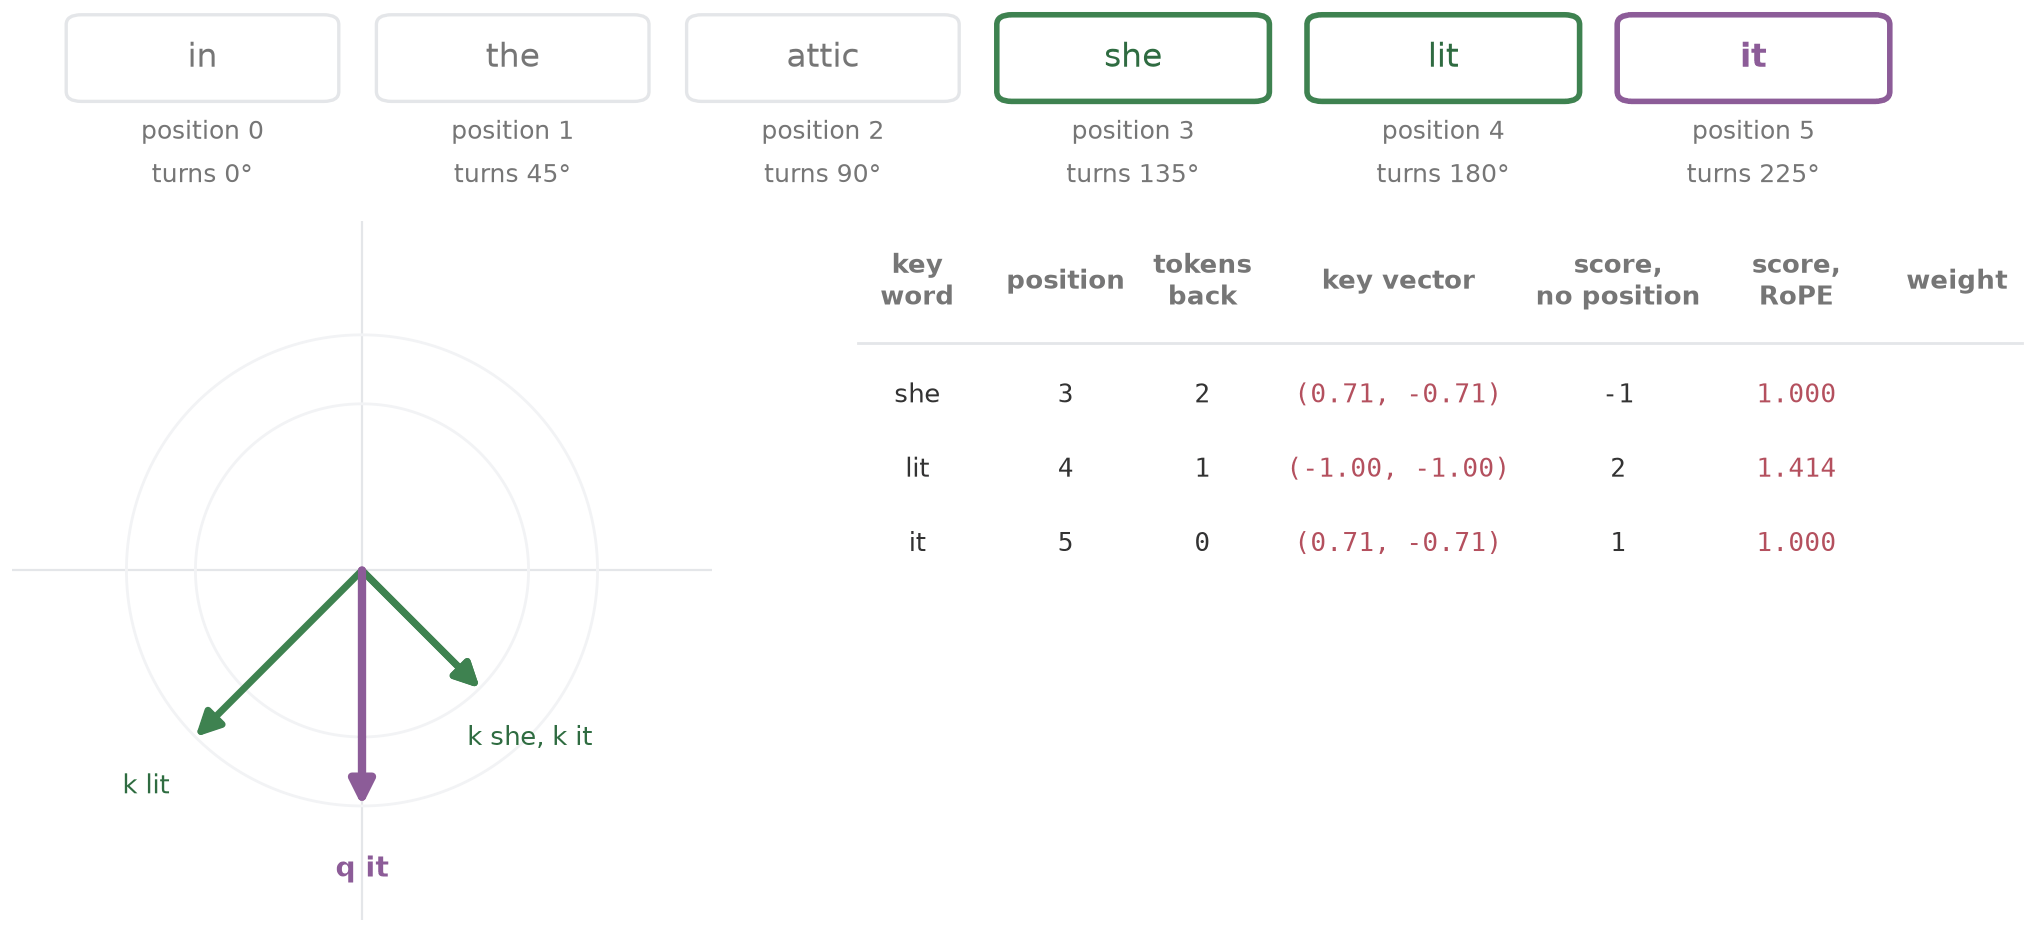 in the attic she lit it
position 0 position 1 position 2 position 3 position 4 position 5
turns 0° turns 45° turns 90° turns 135° turns 180° turns 225°
key word position tokens back key vector score, no position score, RoPE weight
she 3 2 (0.71, -0.71) -1 1.000
lit 4 1 (-1.00, -1.00) 2 1.414
it 5 0 (0.71, -0.71) 1 1.000
k she, k it
k lit
q it